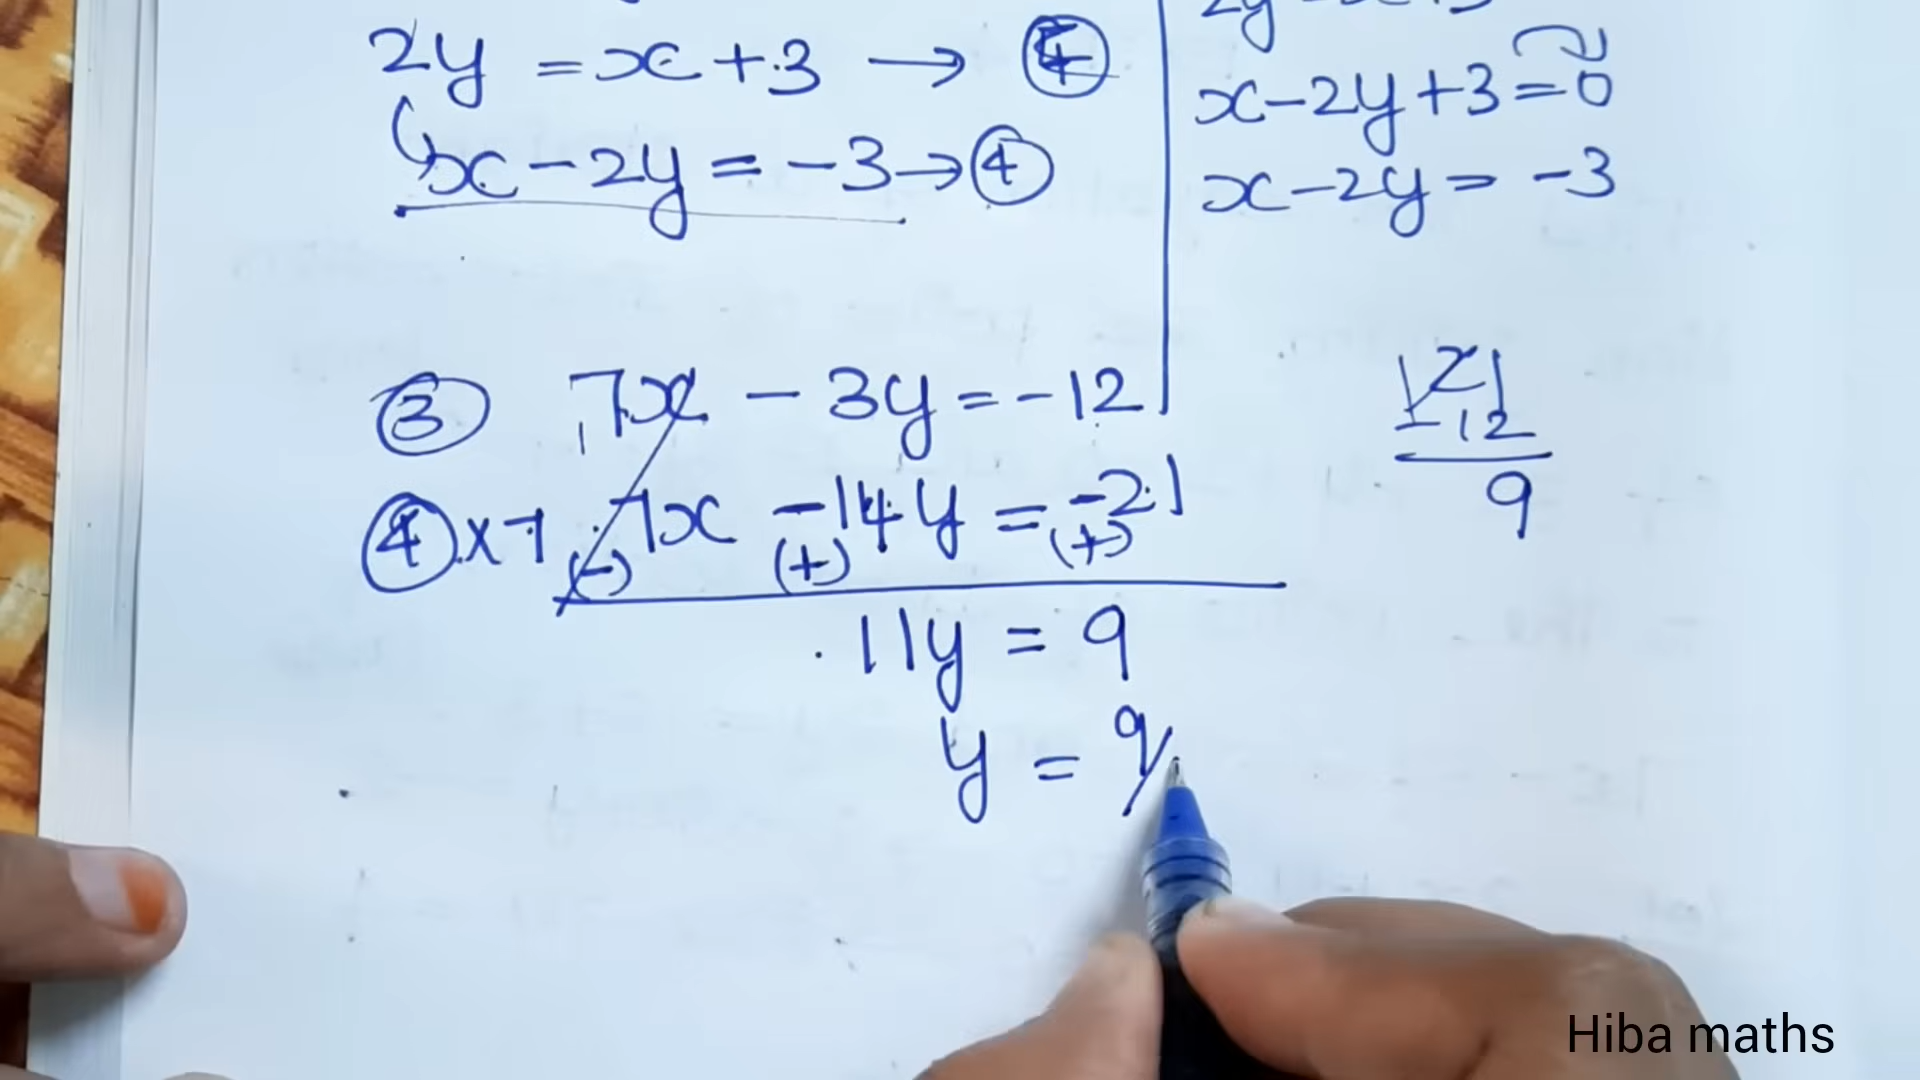 2y = x + 3 → 4
x - 2y = -3 → ④
x - 2y + 3 = 0
x - 2y = -3
③ 7x - 3y = -12
④ x 7 7x - 14y = -21
(-) (+) (+)
11y = 9
y = 9/
121
- 12
9
Hiba maths